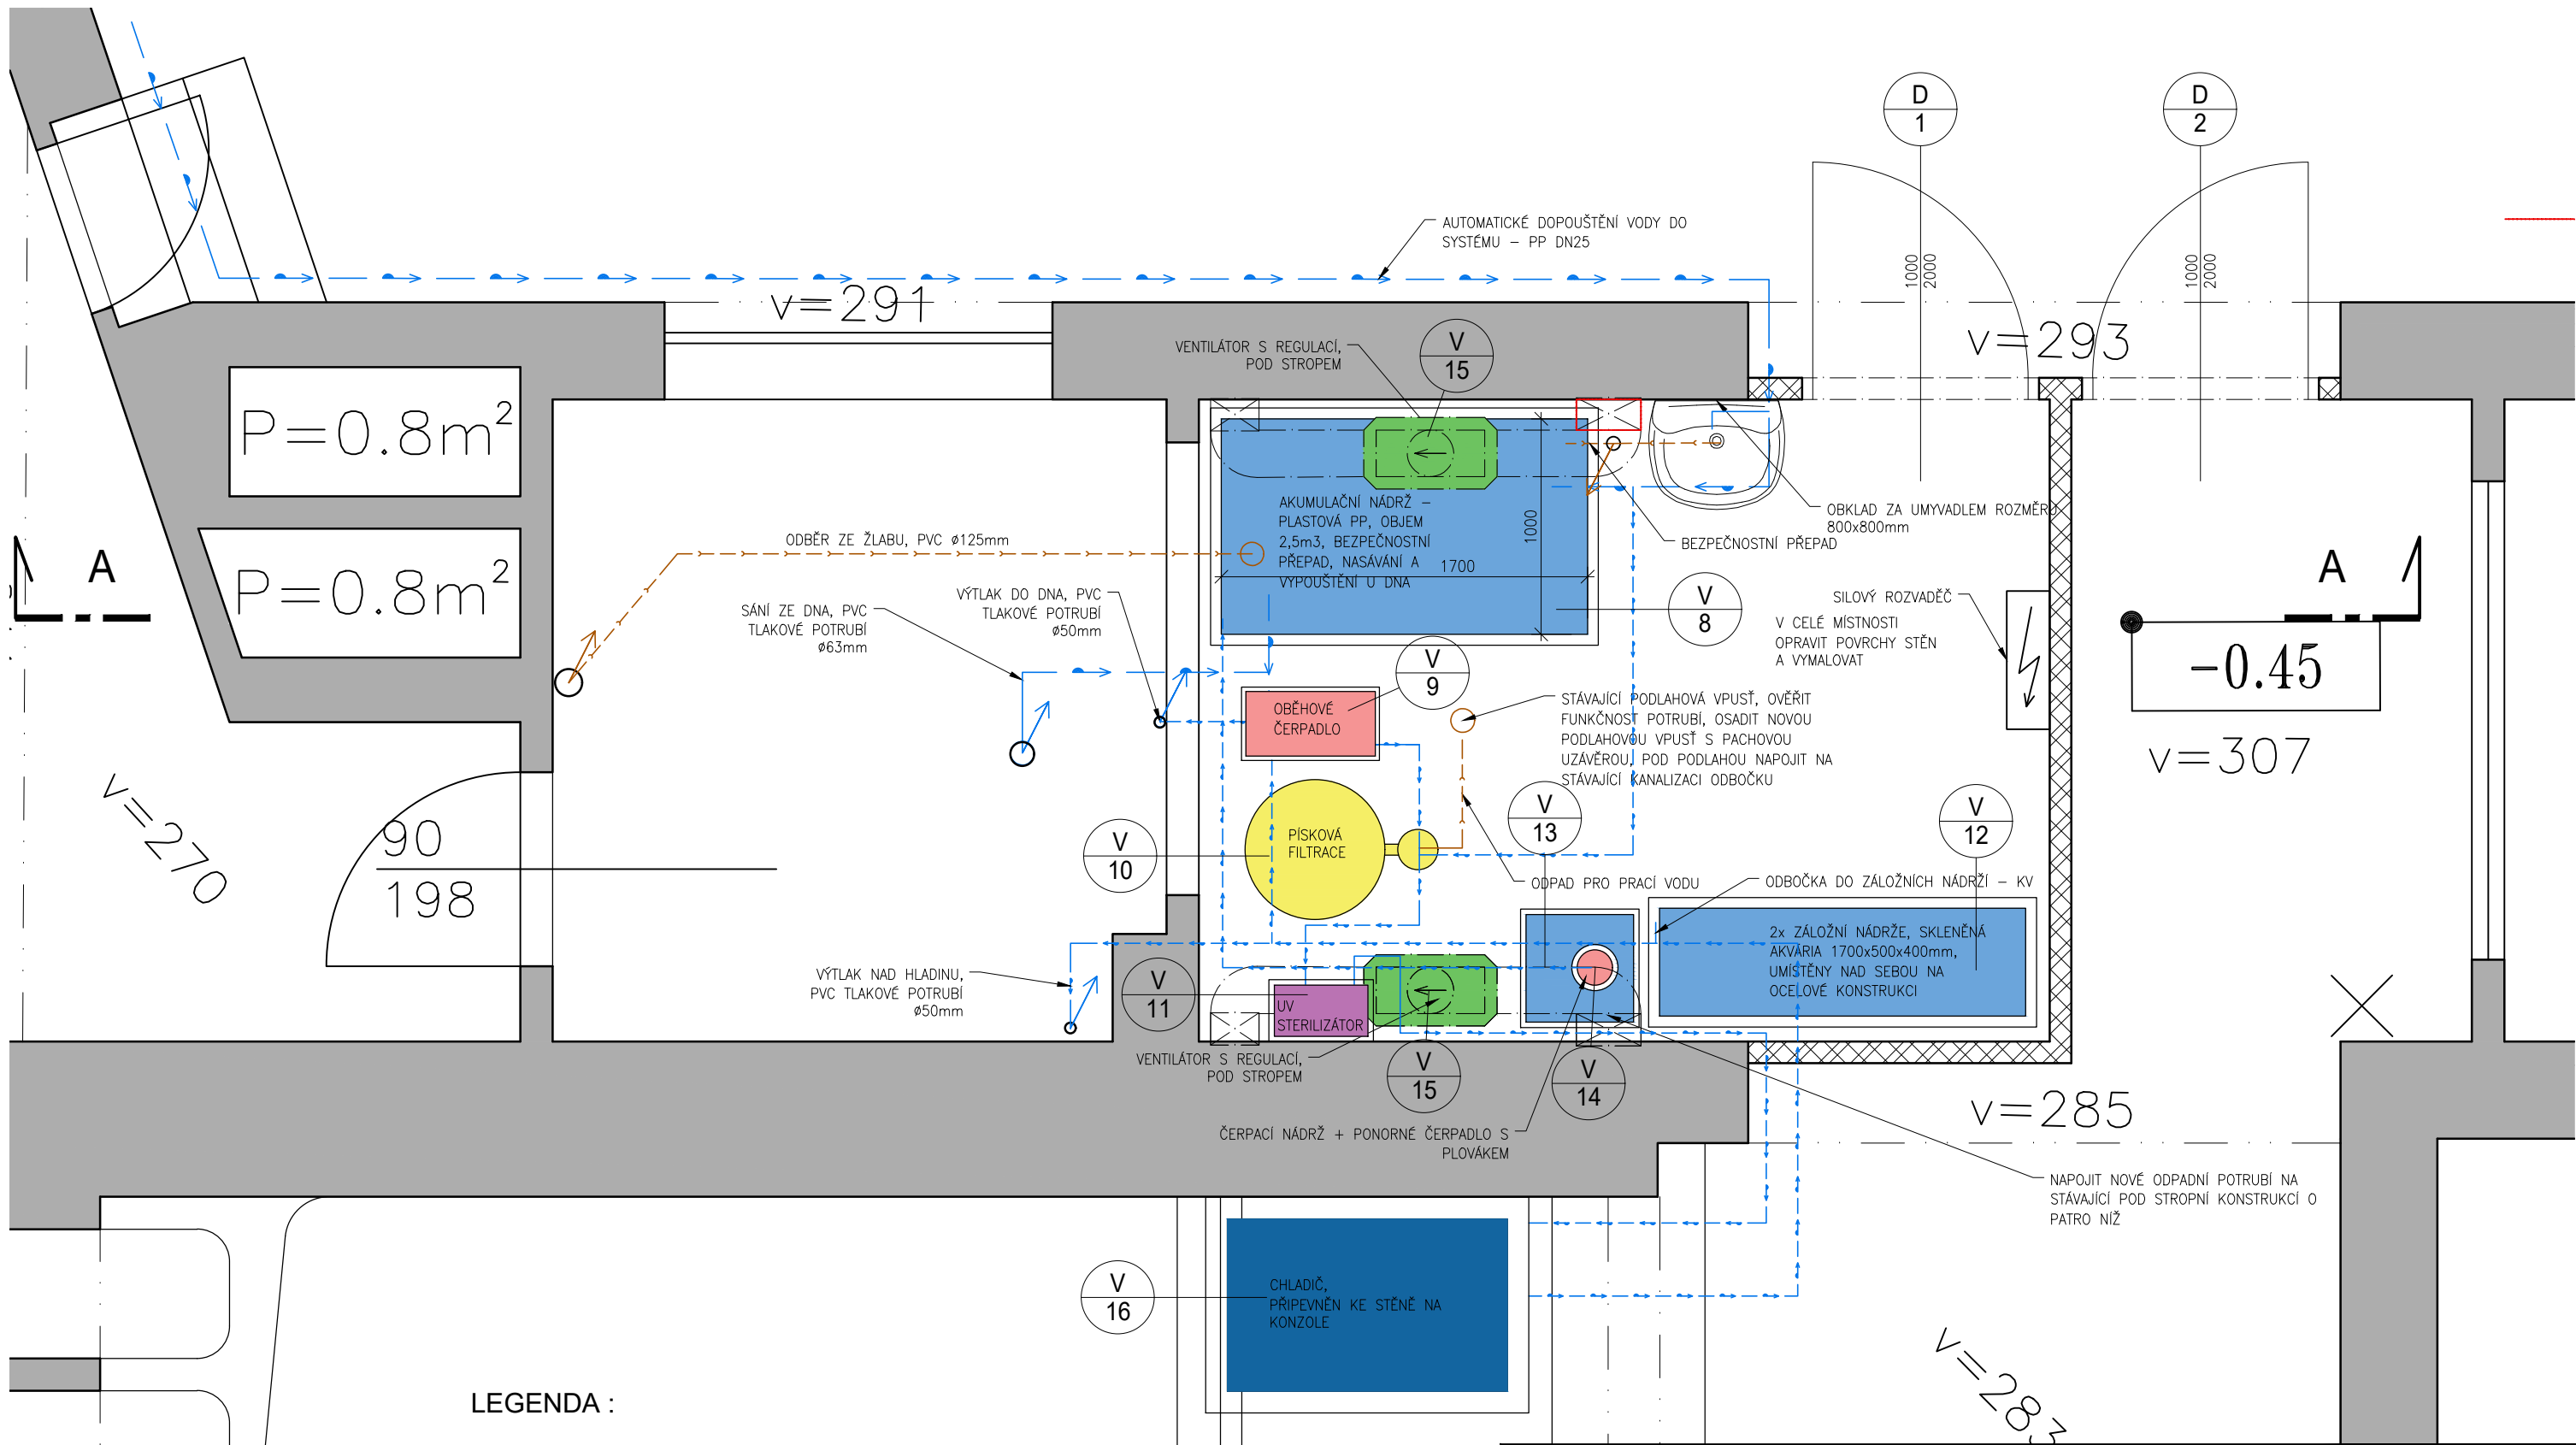 D
1
D
2
1000
2000
1000
2000
AUTOMATICKÉ DOPOUŠTĚNÍ VODY DO
SYSTÉMU – PP DN25
v=291
v=293
VENTILÁTOR S REGULACÍ,
POD STROPEM
V
15
P=0.8m²
P=0.8m²
AKUMULAČNÍ NÁDRŽ –
PLASTOVÁ PP, OBJEM
2,5m3, BEZPEČNOSTNÍ
PŘEPAD, NASÁVÁNÍ A
VYPOUŠTĚNÍ U DNA
1000
1700
OBKLAD ZA UMYVADLEM ROZMĚRU
800x800mm
BEZPEČNOSTNÍ PŘEPAD
ODBĚR ZE ŽLABU, PVC ø125mm
A
A
SÁNÍ ZE DNA, PVC
TLAKOVÉ POTRUBÍ
ø63mm
VÝTLAK DO DNA, PVC
TLAKOVÉ POTRUBÍ
ø50mm
V
8
SILOVÝ ROZVADĚČ
V CELÉ MÍSTNOSTI
OPRAVIT POVRCHY STĚN
A VYMALOVAT
-0.45
V
9
OBĚHOVÉ
ČERPADLO
STÁVAJÍCÍ PODLAHOVÁ VPUSŤ, OVĚŘIT
FUNKČNOST POTRUBÍ, OSADIT NOVOU
PODLAHOVOU VPUSŤ S PACHOVOU
UZÁVĚROU, POD PODLAHOU NAPOJIT NA
STÁVAJÍCÍ KANALIZACI ODBOČKU
v=307
v=270
90
198
V
10
PÍSKOVÁ
FILTRACE
V
13
V
12
ODPAD PRO PRACÍ VODU
ODBOČKA DO ZÁLOŽNÍCH NÁDRŽÍ – KV
2x ZÁLOŽNÍ NÁDRŽE, SKLENĚNÁ
AKVÁRIA 1700x500x400mm,
UMÍSTĚNY NAD SEBOU NA
OCELOVÉ KONSTRUKCI
VÝTLAK NAD HLADINU,
PVC TLAKOVÉ POTRUBÍ
ø50mm
V
11
UV
STERILIZÁTOR
VENTILÁTOR S REGULACÍ,
POD STROPEM
V
15
V
14
v=285
ČERPACÍ NÁDRŽ + PONORNÉ ČERPADLO S
PLOVÁKEM
NAPOJIT NOVÉ ODPADNÍ POTRUBÍ NA
STÁVAJÍCÍ POD STROPNÍ KONSTRUKCÍ O
PATRO NÍŽ
V
16
CHLADIČ,
PŘIPEVNĚN KE STĚNĚ NA
KONZOLE
v=283
LEGENDA :